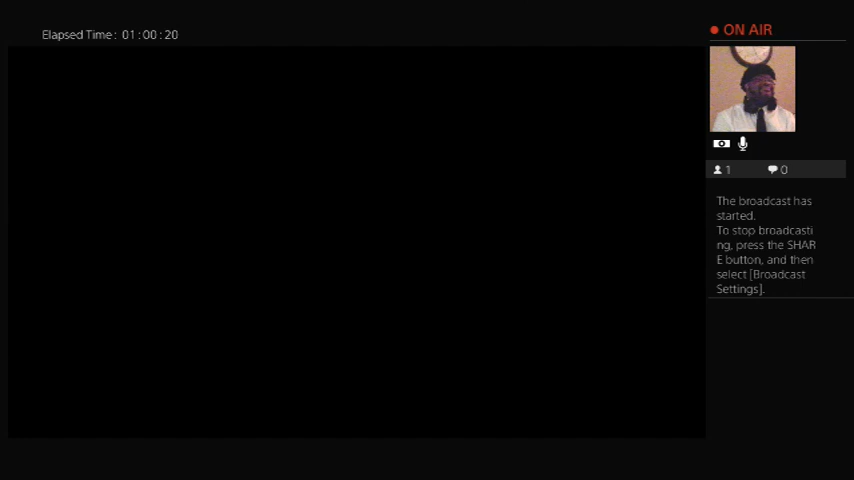 Elapsed Time : 01 : 00 : 20
ON AIR
1 0
The broadcast has
started.
To stop broadcasti
ng, press the SHAR
E button, and then
select [Broadcast
Settings].